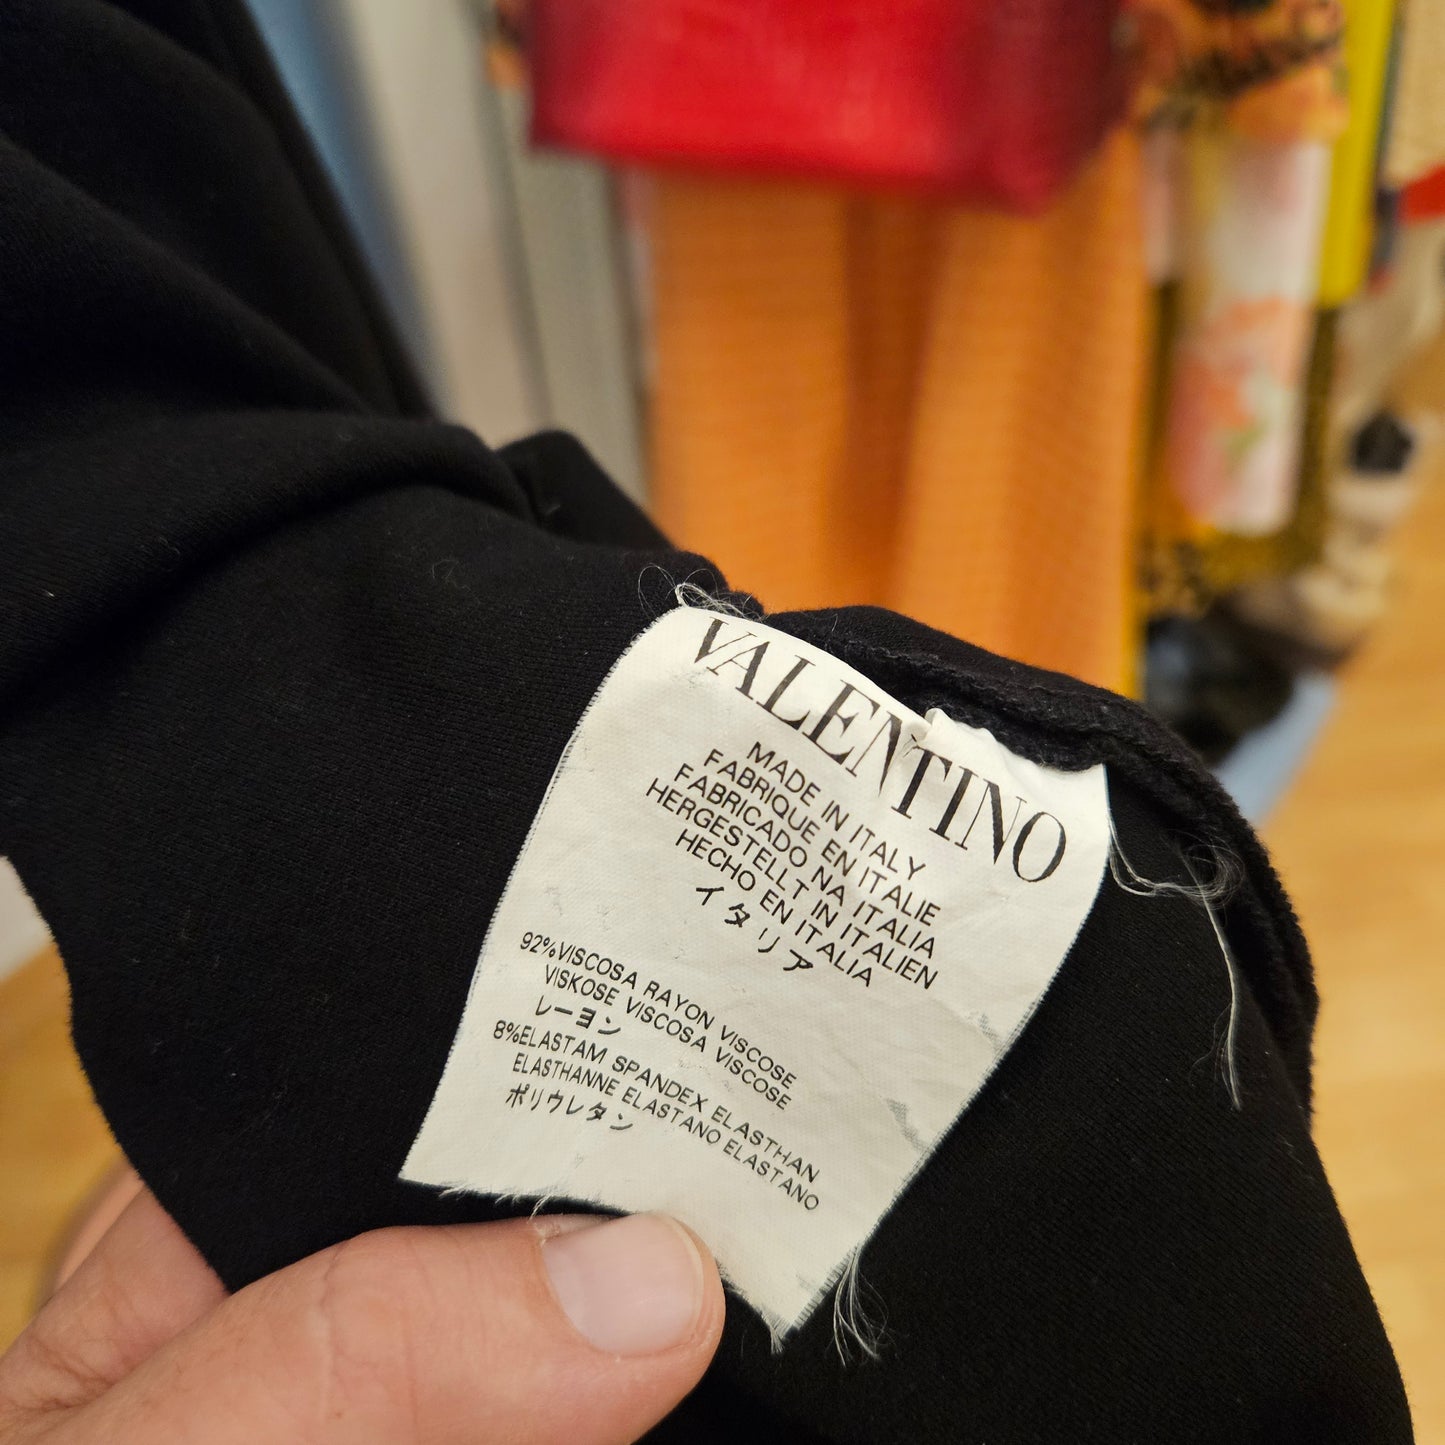 VALENTINO
MADE IN ITALY
FABRIQUE EN ITALIE
FABRICADO NA ITALIA
HERGESTELLT IN ITALIEN
HECHO EN ITALIA
イタリア
92%VISCOSA RAYON VISCOSE
VISKOSE VISCOSA VISCOSE
レーヨン
8%ELASTAM SPANDEX ELASTHAN
ELASTHANNE ELASTANO ELASTANO
ポリウレタン